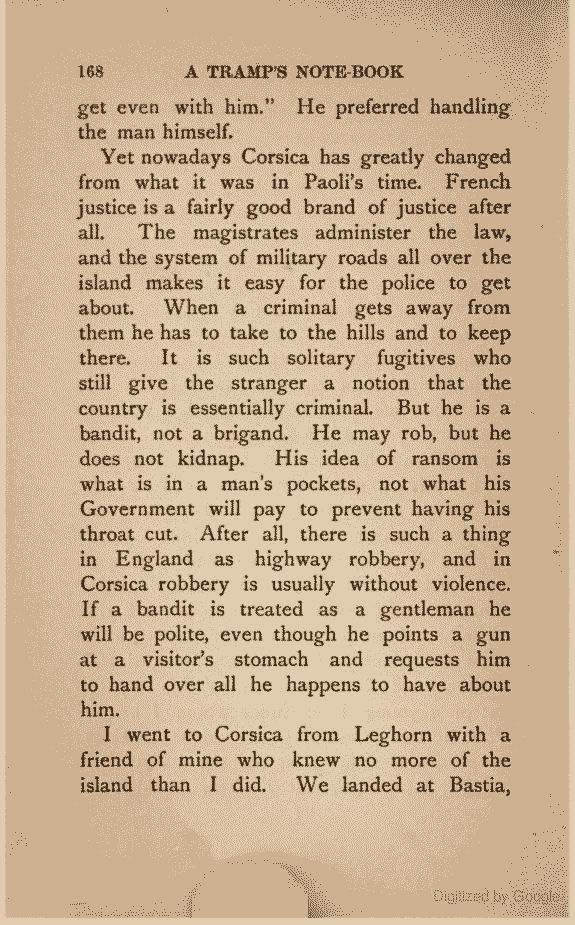 168 A TRAMP'S NOTE-BOOK
get even with him." He preferred handling
the man himself.
Yet nowadays Corsica has greatly changed
from what it was in Paoli's time. French
justice is a fairly good brand of justice after
all. The magistrates administer the law,
and the system of military roads all over the
island makes it easy for the police to get
about. When a criminal gets away from
them he has to take to the hills and to keep
there. It is such solitary fugitives who
still give the stranger a notion that the
country is essentially criminal. But he is a
bandit, not a brigand. He may rob, but he
does not kidnap. His idea of ransom is
what is in a man's pockets, not what his
Government will pay to prevent having his
throat cut. After all, there is such a thing
in England as highway robbery, and in
Corsica robbery is usually without violence.
If a bandit is treated as a gentleman he
will be polite, even though he points a gun
at a visitor's stomach and requests him
to hand over all he happens to have about
him.
I went to Corsica from Leghorn with a
friend of mine who knew no more of the
island than I did. We landed at Bastia,
Digitized by Google